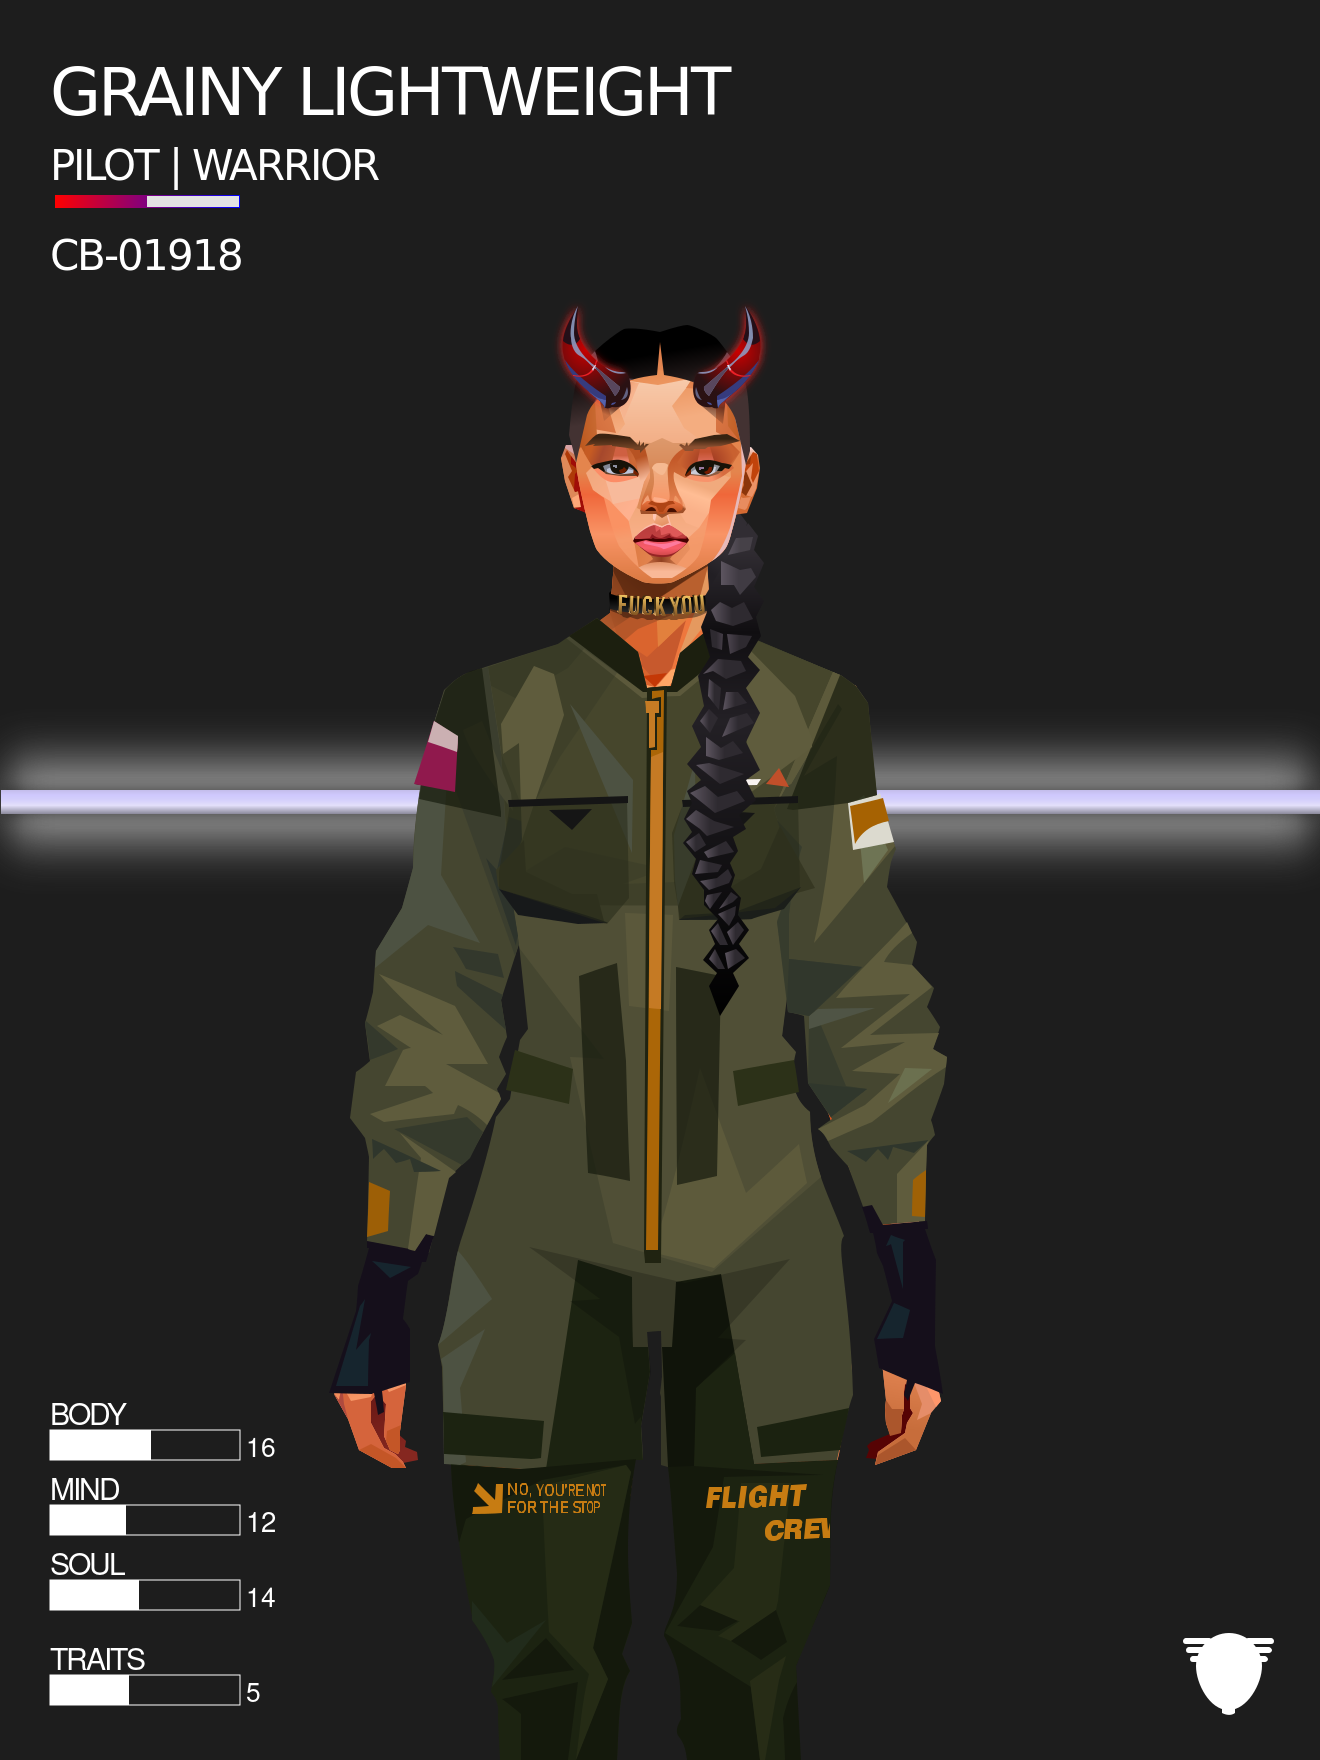 GRAINY LIGHTWEIGHT
PILOT | WARRIOR
CB-01918
FUCK YOU
BODY
16
MIND
12
SOUL
14
TRAITS
5
NO, YOU'RE NOT
FOR THE STOP
FLIGHT
CREW